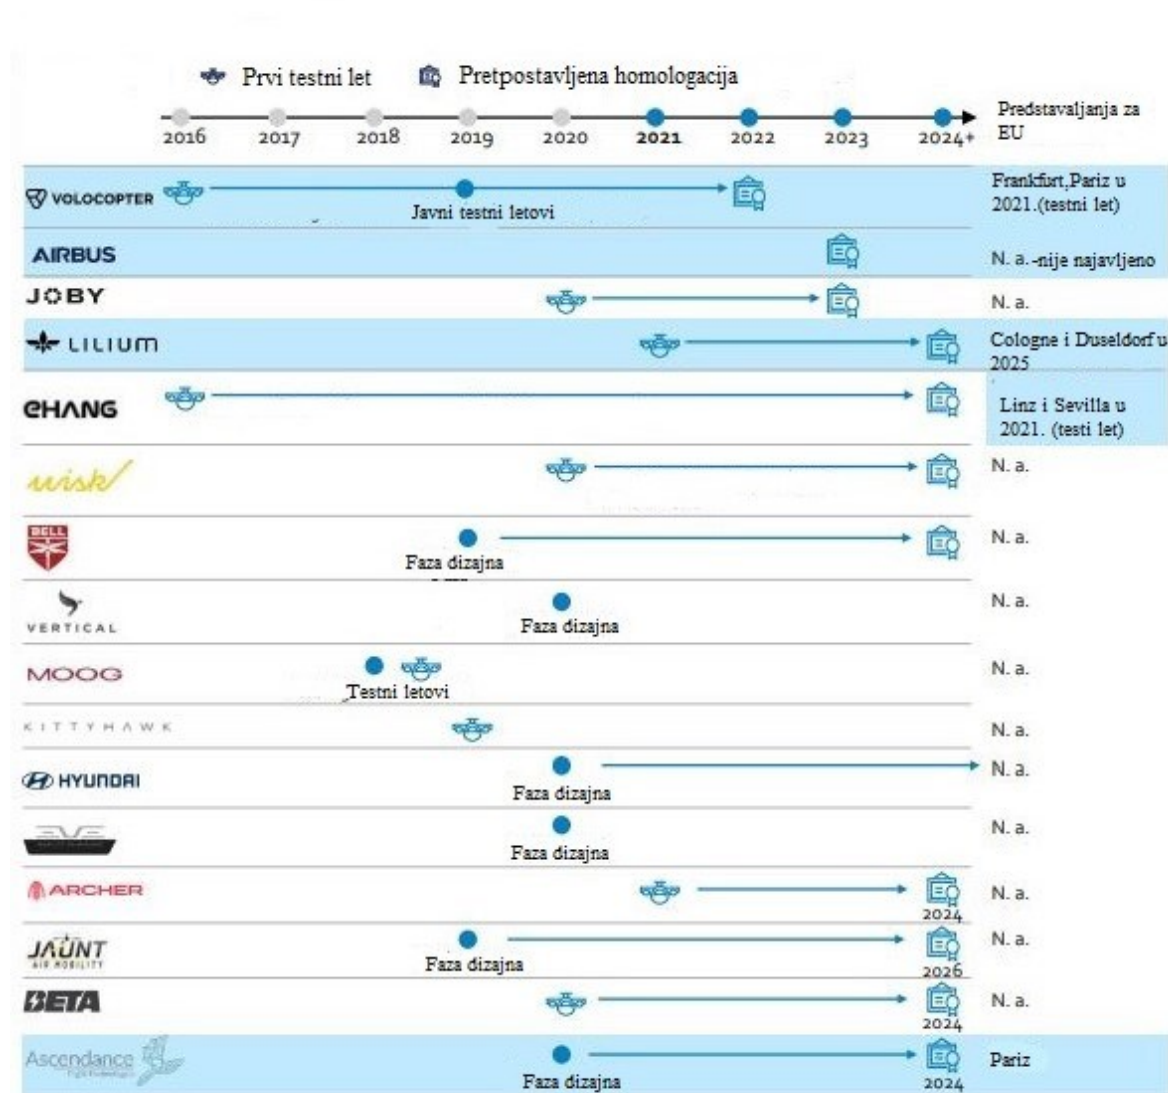 Prvi testni let Pretpostavljena homologacija
2016 2017 2018 2019 2020 2021 2022 2023 2024+
Predstavaljanja za
EU
VOLOCOPTER
Javni testni letovi
Frankfurt,Pariz u
2021.(testni let)
AIRBUS
N. a.-nije najavljeno
JOBY
N. a.
LILIUM
Cologne i Duseldorf u
2025
EHANG
Linz i Sevilla u
2021. (testi let)
wisk
N. a.
BELL
Faza dizajna
N. a.
VERTICAL
Faza dizajna
N. a.
MOOG
Testni letovi
N. a.
KITTYHAWK
N. a.
HYUNDAI
Faza dizajna
N. a.
EVE
Faza dizajna
N. a.
ARCHER
2024
N. a.
JAUNT
AIR MOBILITY
Faza dizajna
2026
N. a.
BETA
2024
N. a.
Ascendance
Faza dizajna
2024
Pariz